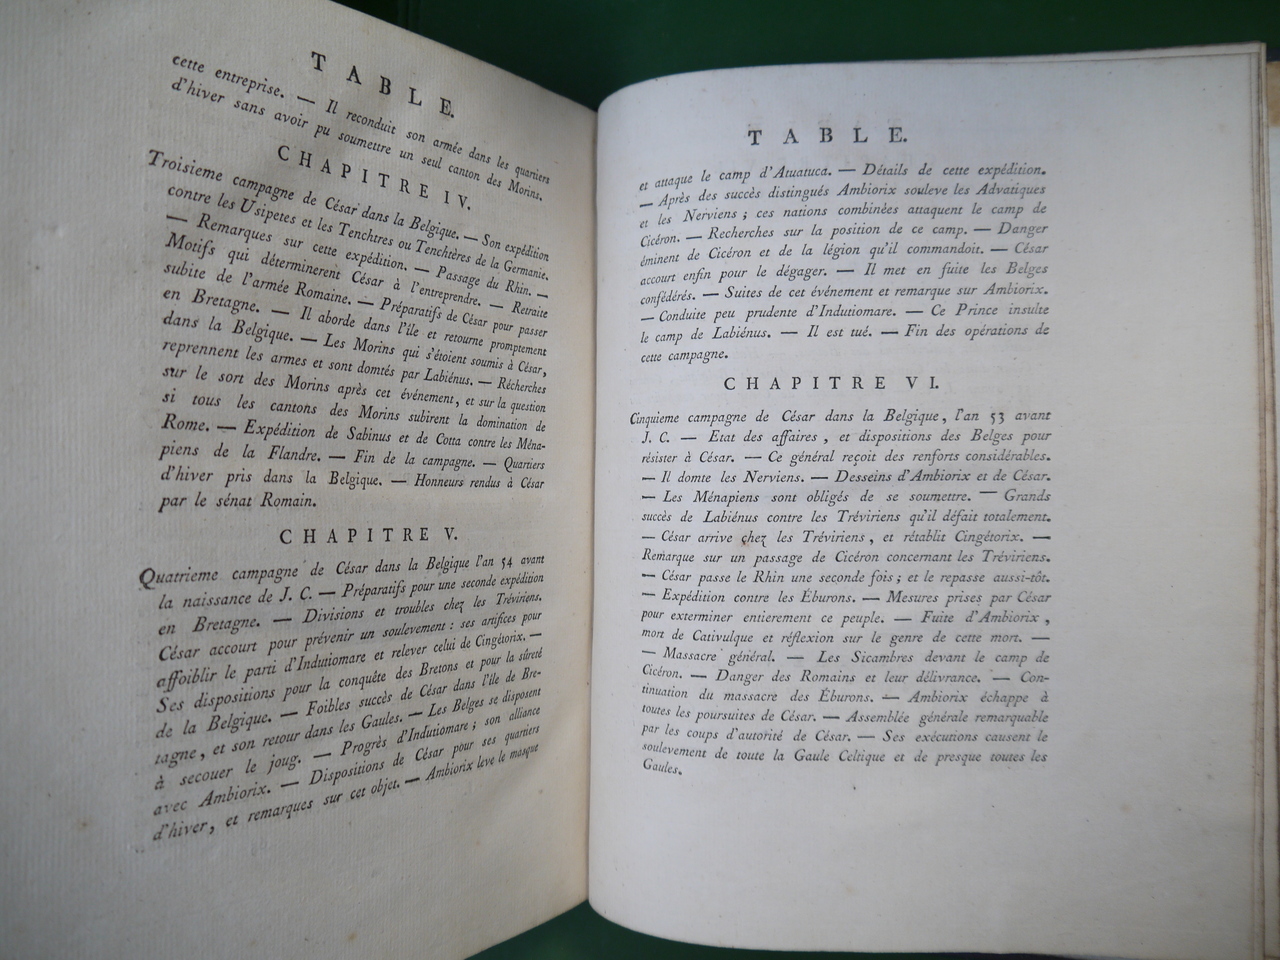 TABLE.
cette entreprise. — Il reconduit son armée dans les quartiers
d'hiver sans avoir pu soumettre un seul canton des Morins.
CHAPITRE IV.
Troisieme campagne de César dans la Belgique. — Son expédition
contre les Usipetes et les Tenchtres ou Tenchtères de la Germanie.
— Remarques sur cette expédition. — Passage du Rhin. —
Motifs qui déterminerent César à l'entreprendre. — Retraite
subite de l'armée Romaine. — Préparatifs de César pour passer
en Bretagne. — Il aborde dans l'île et retourne promptement
dans la Belgique. — Les Morins qui s'étoient soumis à César,
reprennent les armes et sont domtés par Labiénus. — Récherches
sur le sort des Morins après cet événement, et sur la question
si tous les cantons des Morins subirent la domination de
Rome. — Expédition de Sabinus et de Cotta contre les Ména-
piens de la Flandre. — Fin de la campagne. — Quartiers
d'hiver pris dans la Belgique. — Honneurs rendus à César
par le sénat Romain.
CHAPITRE V.
Quatrieme campagne de César dans la Belgique l'an 54 avant
la naissance de J. C. — Préparatifs pour une seconde expédition
en Bretagne. — Divisions et troubles chez les Tréviriens.
César accourt pour prévenir un soulevement : ses artifices pour
affoiblir le parti d'Indutiomare et relever celui de Cingétorix. —
Ses dispositions pour la conquête des Bretons et pour la sûreté
de la Belgique. — Foibles succès de César dans l'île de Bre-
tagne, et son retour dans les Gaules. — Les Belges se disposent
à secouer le joug. — Progrès d'Indutiomare ; son alliance
avec Ambiorix. — Dispositions de César pour ses quartiers
d'hiver, et remarques sur cet objet. — Ambiorix leve le masque
TABLE.
et attaque le camp d'Atuatuca. — Détails de cette expédition.
— Après des succès distingués Ambiorix souleve les Advatiques
et les Nerviens ; ces nations combinées attaquent le camp de
Cicéron. — Recherches sur la position de ce camp. — Danger
éminent de Cicéron et de la légion qu'il commandoit. — César
accourt enfin pour le dégager. — Il met en fuite les Belges
confédérés. — Suites de cet événement et remarque sur Ambiorix.
— Conduite peu prudente d'Indutiomare. — Ce Prince insulte
le camp de Labiénus. — Il est tué. — Fin des opérations de
cette campagne.
CHAPITRE VI.
Cinquieme campagne de César dans la Belgique, l'an 53 avant
J. C. — Etat des affaires, et dispositions des Belges pour
résister à César. — Ce général reçoit des renforts considérables.
— Il domte les Nerviens. — Desseins d'Ambiorix et de César.
— Les Ménapiens sont obligés de se soumettre. — Grands
succès de Labiénus contre les Tréviriens qu'il défait totalement.
— César arrive chez les Tréviriens, et rétablit Cingétorix. —
Remarque sur un passage de Cicéron concernant les Tréviriens.
— César passe le Rhin une seconde fois ; et le repasse aussi-tôt.
— Expédition contre les Éburons. — Mesures prises par César
pour exterminer entierement ce peuple. — Fuite d'Ambiorix,
mort de Cativulque et réflexion sur le genre de cette mort. —
— Massacre général. — Les Sicambres devant le camp de
Cicéron. — Danger des Romains et leur délivrance. — Con-
tinuation du massacre des Éburons. — Ambiorix échappe à
toutes les poursuites de César. — Assemblée générale remarquable
par les coups d'autorité de César. — Ses exécutions causent le
soulevement de toute la Gaule Celtique et de presque toutes les
Gaules.